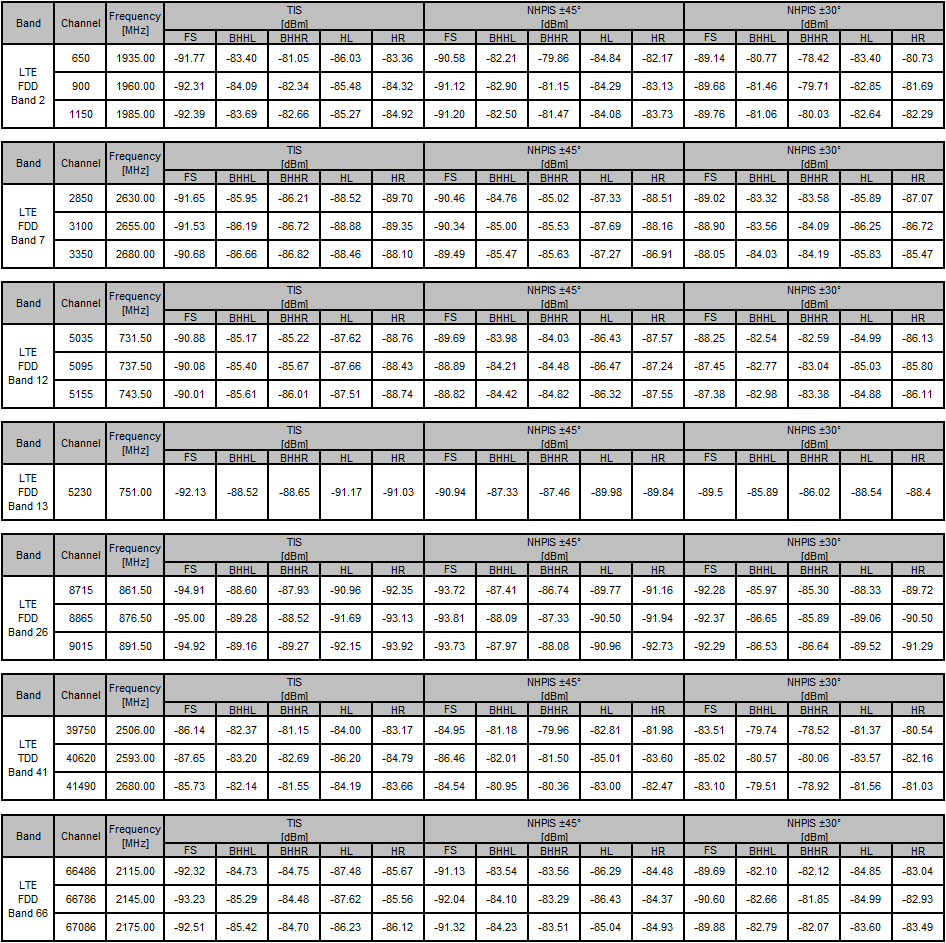 Band Channel Frequency [MHz] TIS [dBm] NHPIS ±45° [dBm] NHPIS ±30° [dBm]
FS BHHL BHHR HL HR FS BHHL BHHR HL HR FS BHHL BHHR HL HR
LTE FDD Band 2
650 1935.00 -91.77 -83.40 -81.05 -86.03 -83.36 -90.58 -82.21 -79.86 -84.84 -82.17 -89.14 -80.77 -78.42 -83.40 -80.73
900 1960.00 -92.31 -84.09 -82.34 -85.48 -84.32 -91.12 -82.90 -81.15 -84.29 -83.13 -89.68 -81.46 -79.71 -82.85 -81.69
1150 1985.00 -92.39 -83.69 -82.66 -85.27 -84.92 -91.20 -82.50 -81.47 -84.08 -83.73 -89.76 -81.06 -80.03 -82.64 -82.29
Band Channel Frequency [MHz] TIS [dBm] NHPIS ±45° [dBm] NHPIS ±30° [dBm]
FS BHHL BHHR HL HR FS BHHL BHHR HL HR FS BHHL BHHR HL HR
LTE FDD Band 7
2850 2630.00 -91.65 -85.95 -86.21 -88.52 -89.70 -90.46 -84.76 -85.02 -87.33 -88.51 -89.02 -83.32 -83.58 -85.89 -87.07
3100 2655.00 -91.53 -86.19 -86.72 -88.88 -89.35 -90.34 -85.00 -85.53 -87.69 -88.16 -88.90 -83.56 -84.09 -86.25 -86.72
3350 2680.00 -90.68 -86.66 -86.82 -88.46 -88.10 -89.49 -85.47 -85.63 -87.27 -86.91 -88.05 -84.03 -84.19 -85.83 -85.47
Band Channel Frequency [MHz] TIS [dBm] NHPIS ±45° [dBm] NHPIS ±30° [dBm]
FS BHHL BHHR HL HR FS BHHL BHHR HL HR FS BHHL BHHR HL HR
LTE FDD Band 12
5035 731.50 -90.88 -85.17 -85.22 -87.62 -88.76 -89.69 -83.98 -84.03 -86.43 -87.57 -88.25 -82.54 -82.59 -84.99 -86.13
5095 737.50 -90.08 -85.40 -85.67 -87.66 -88.43 -88.89 -84.21 -84.48 -86.47 -87.24 -87.45 -82.77 -83.04 -85.03 -85.80
5155 743.50 -90.01 -85.61 -86.01 -87.51 -88.74 -88.82 -84.42 -84.82 -86.32 -87.55 -87.38 -82.98 -83.38 -84.88 -86.11
Band Channel Frequency [MHz] TIS [dBm] NHPIS ±45° [dBm] NHPIS ±30° [dBm]
FS BHHL BHHR HL HR FS BHHL BHHR HL HR FS BHHL BHHR HL HR
LTE FDD Band 13
5230 751.00 -92.13 -88.52 -88.65 -91.17 -91.03 -90.94 -87.33 -87.46 -89.98 -89.84 -89.5 -85.89 -86.02 -88.54 -88.4
Band Channel Frequency [MHz] TIS [dBm] NHPIS ±45° [dBm] NHPIS ±30° [dBm]
FS BHHL BHHR HL HR FS BHHL BHHR HL HR FS BHHL BHHR HL HR
LTE FDD Band 26
8715 861.50 -94.91 -88.60 -87.93 -90.96 -92.35 -93.72 -87.41 -86.74 -89.77 -91.16 -92.28 -85.97 -85.30 -88.33 -89.72
8865 876.50 -95.00 -89.28 -88.52 -91.69 -93.13 -93.81 -88.09 -87.33 -90.50 -91.94 -92.37 -86.65 -85.89 -89.06 -90.50
9015 891.50 -94.92 -89.16 -89.27 -92.15 -93.92 -93.73 -87.97 -88.08 -90.96 -92.73 -92.29 -86.53 -86.64 -89.52 -91.29
Band Channel Frequency [MHz] TIS [dBm] NHPIS ±45° [dBm] NHPIS ±30° [dBm]
FS BHHL BHHR HL HR FS BHHL BHHR HL HR FS BHHL BHHR HL HR
LTE TDD Band 41
39750 2506.00 -86.14 -82.37 -81.15 -84.00 -83.17 -84.95 -81.18 -79.96 -82.81 -81.98 -83.51 -79.74 -78.52 -81.37 -80.54
40620 2593.00 -87.65 -83.20 -82.69 -86.20 -84.79 -86.46 -82.01 -81.50 -85.01 -83.60 -85.02 -80.57 -80.06 -83.57 -82.16
41490 2680.00 -85.73 -82.14 -81.55 -84.19 -83.66 -84.54 -80.95 -80.36 -83.00 -82.47 -83.10 -79.51 -78.92 -81.56 -81.03
Band Channel Frequency [MHz] TIS [dBm] NHPIS ±45° [dBm] NHPIS ±30° [dBm]
FS BHHL BHHR HL HR FS BHHL BHHR HL HR FS BHHL BHHR HL HR
LTE FDD Band 66
66486 2115.00 -92.32 -84.73 -84.75 -87.48 -85.67 -91.13 -83.54 -83.56 -86.29 -84.48 -89.69 -82.10 -82.12 -84.85 -83.04
66786 2145.00 -93.23 -85.29 -84.48 -87.62 -85.56 -92.04 -84.10 -83.29 -86.43 -84.37 -90.60 -82.66 -81.85 -84.99 -82.93
67086 2175.00 -92.51 -85.42 -84.70 -86.23 -86.12 -91.32 -84.23 -83.51 -85.04 -84.93 -89.88 -82.79 -82.07 -83.60 -83.49